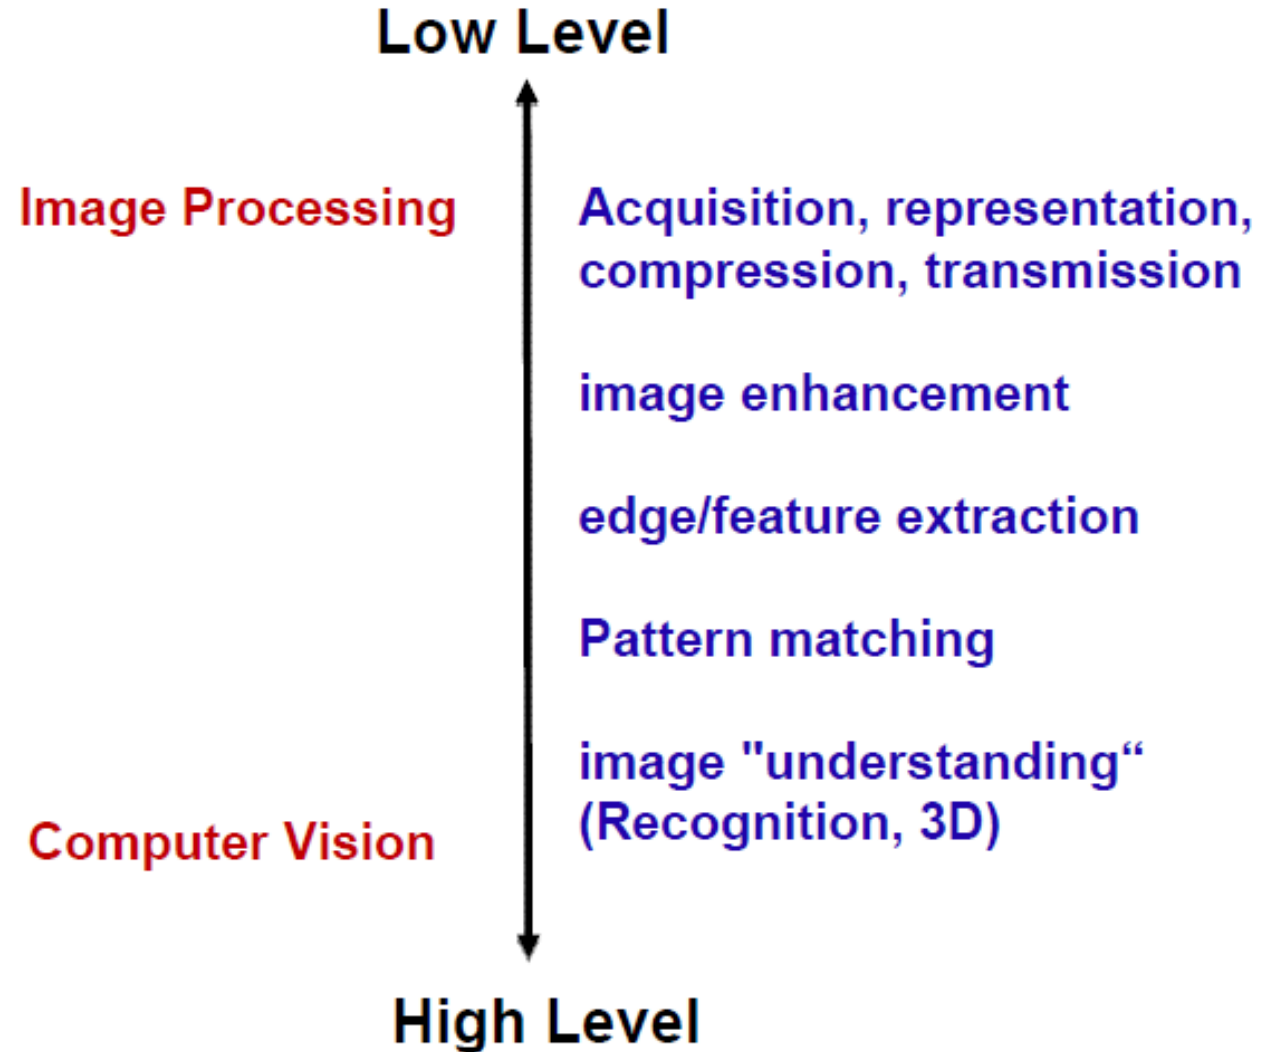 Low Level
Image Processing
Acquisition, representation,
compression, transmission
image enhancement
edge/feature extraction
Pattern matching
image "understanding“
(Recognition, 3D)
Computer Vision
High Level